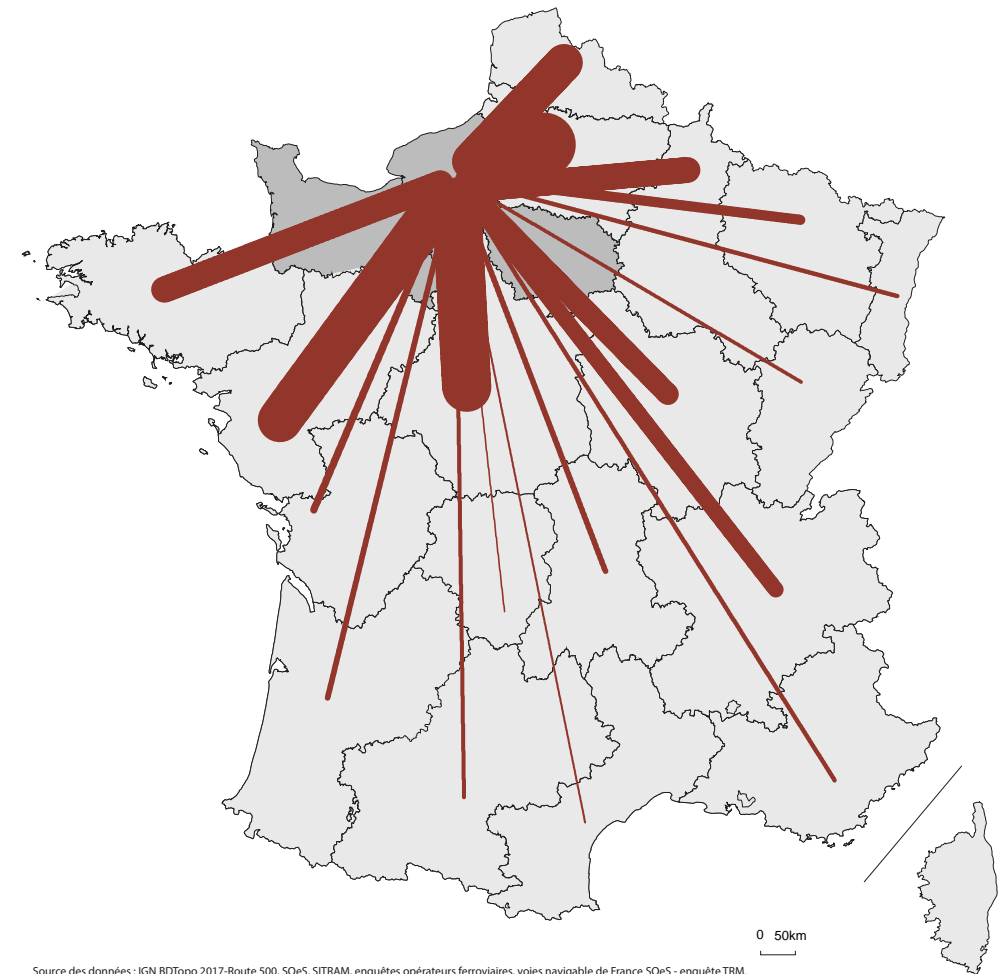 0 50km
Source des données : IGN BDTopo 2017-Route 500, SOeS, SITRAM, enquêtes opérateurs ferroviaires, voies navigable de France SOeS - enquête TRM.